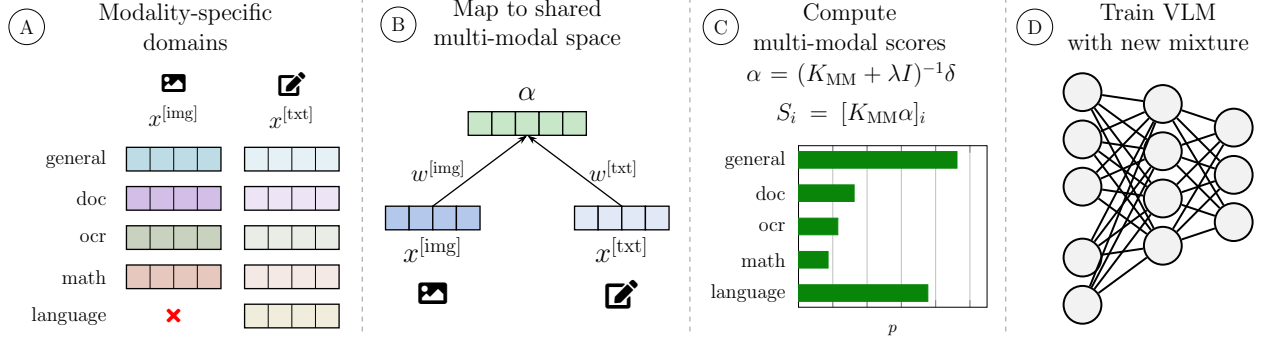 A
Modality-specific
domains
x[img]
x[txt]
general
doc
ocr
math
language
B
Map to shared
multi-modal space
α
w[img]
w[txt]
x[img]
x[txt]
C
Compute
multi-modal scores
α = (K_MM + λI)⁻¹δ
S_i = [K_MMα]_i
general
doc
ocr
math
language
p
D
Train VLM
with new mixture